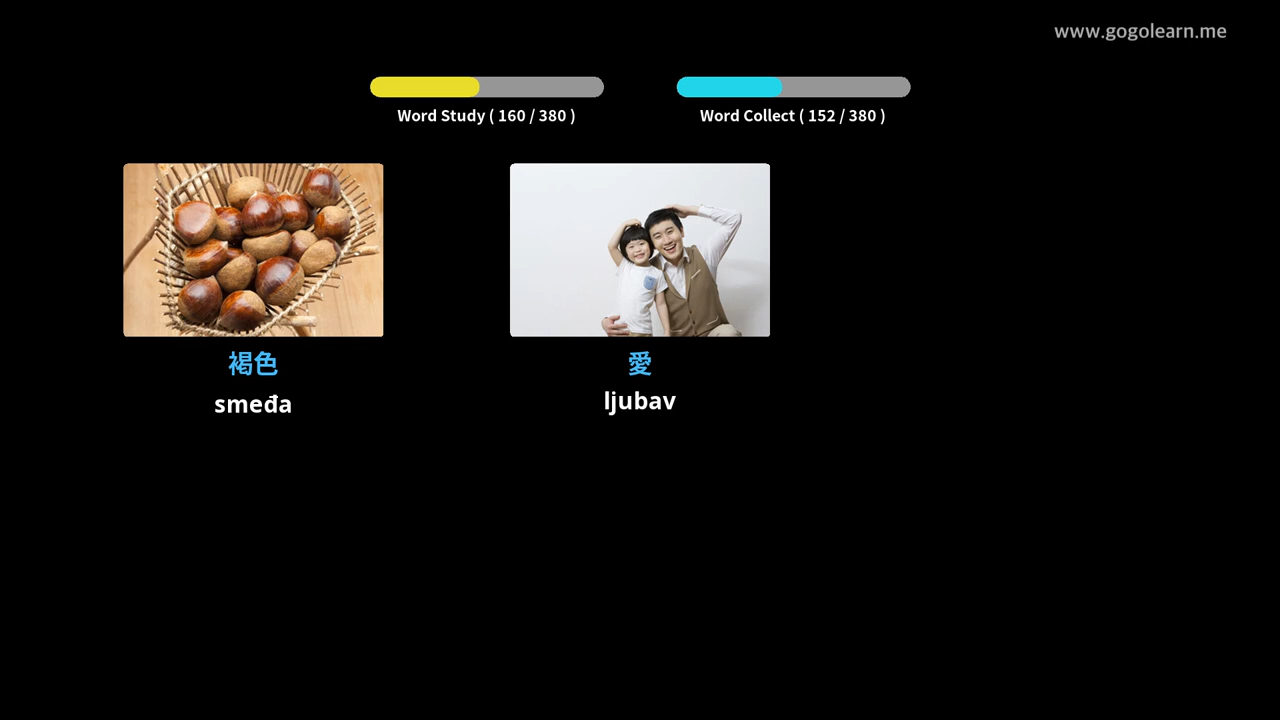 www.gogolearn.me
Word Study ( 160 / 380 )
Word Collect ( 152 / 380 )
褐色
smeđa
愛
ljubav